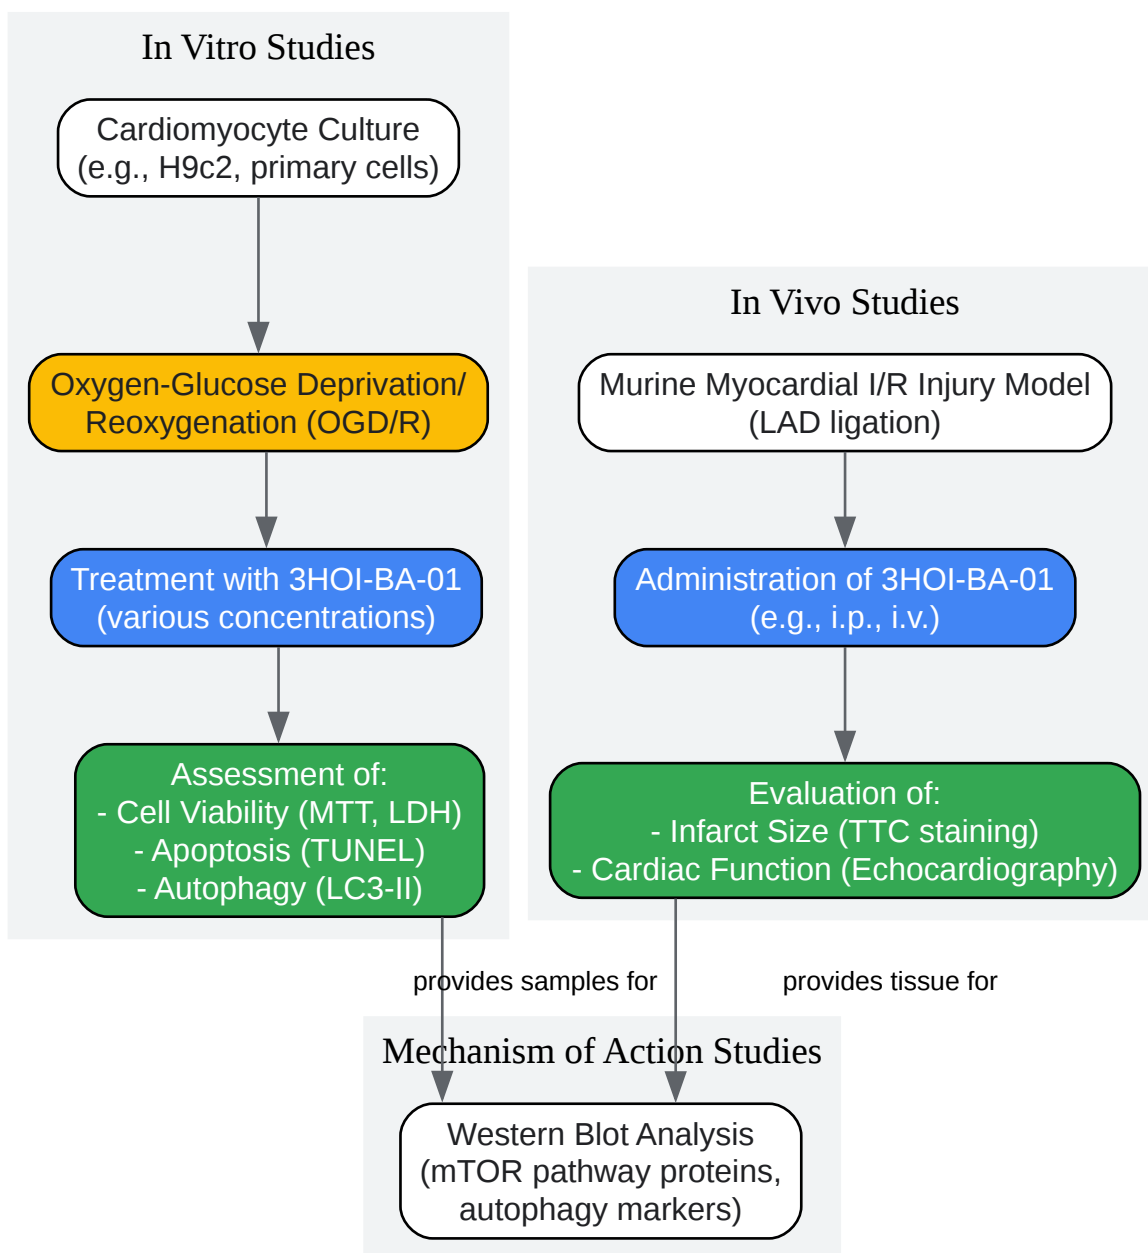 In Vitro Studies
Cardiomyocyte Culture
(e.g., H9c2, primary cells)
Oxygen-Glucose Deprivation/
Reoxygenation (OGD/R)
Treatment with 3HOI-BA-01
(various concentrations)
Assessment of:
- Cell Viability (MTT, LDH)
- Apoptosis (TUNEL)
- Autophagy (LC3-II)
In Vivo Studies
Murine Myocardial I/R Injury Model
(LAD ligation)
Administration of 3HOI-BA-01
(e.g., i.p., i.v.)
Evaluation of:
- Infarct Size (TTC staining)
- Cardiac Function (Echocardiography)
provides samples for
provides tissue for
Mechanism of Action Studies
Western Blot Analysis
(mTOR pathway proteins,
autophagy markers)